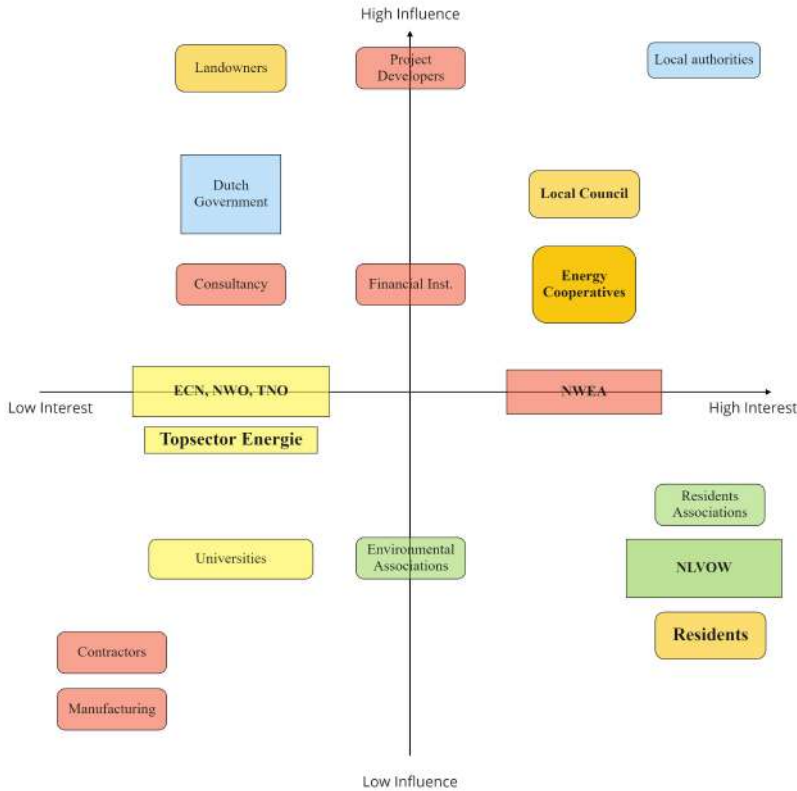 High Influence
Landowners
Project
Developers
Local authorities
Dutch
Government
Local Council
Consultancy
Financial Inst.
Energy
Cooperatives
ECN, NWO, TNO
NWEA
Low Interest
High Interest
Topsector Energie
Residents
Associations
Universities
Environmental
Associations
NLVOW
Residents
Contractors
Manufacturing
Low Influence